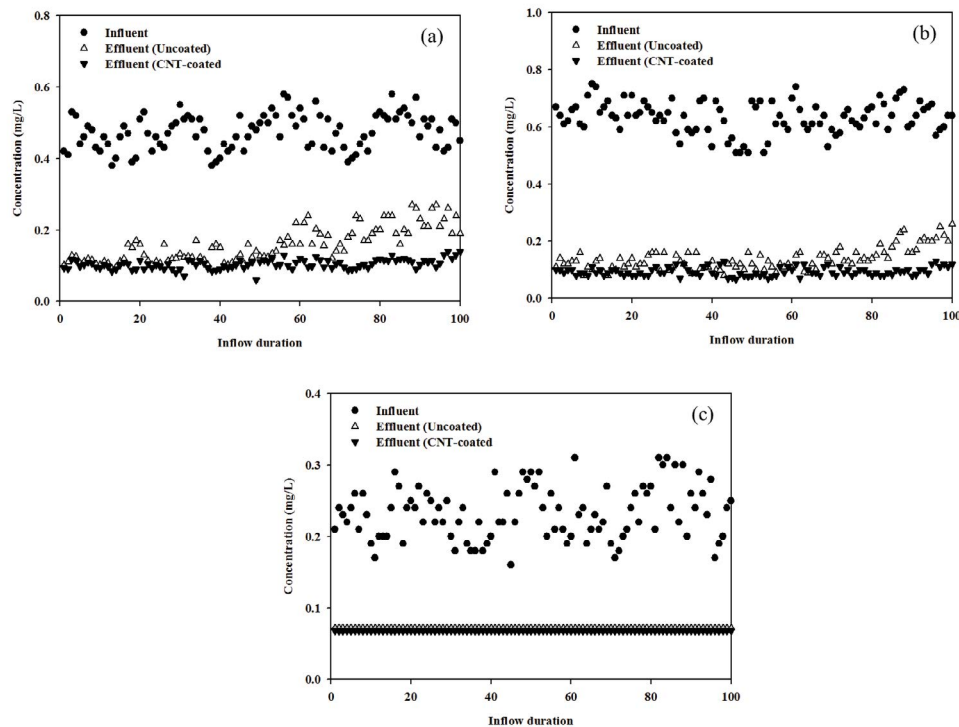 0.8
(a)
Influent
Effluent (Uncoated)
Effluent (CNT-coated
0.6
0.4
0.2
0.0
Concentration (mg/L)
0 20 40 60 80 100
Inflow duration
1.0
(b)
Influent
Effluent (Uncoated)
Effluent (CNT-coated
0.8
0.6
0.4
0.2
0.0
Concentration (mg/L)
0 20 40 60 80 100
Inflow duration
0.4
(c)
Influent
Effluent (Uncoated)
Effluent (CNT-coated
0.3
0.2
0.1
0.0
Concentration (mg/L)
0 20 40 60 80 100
Inflow duration